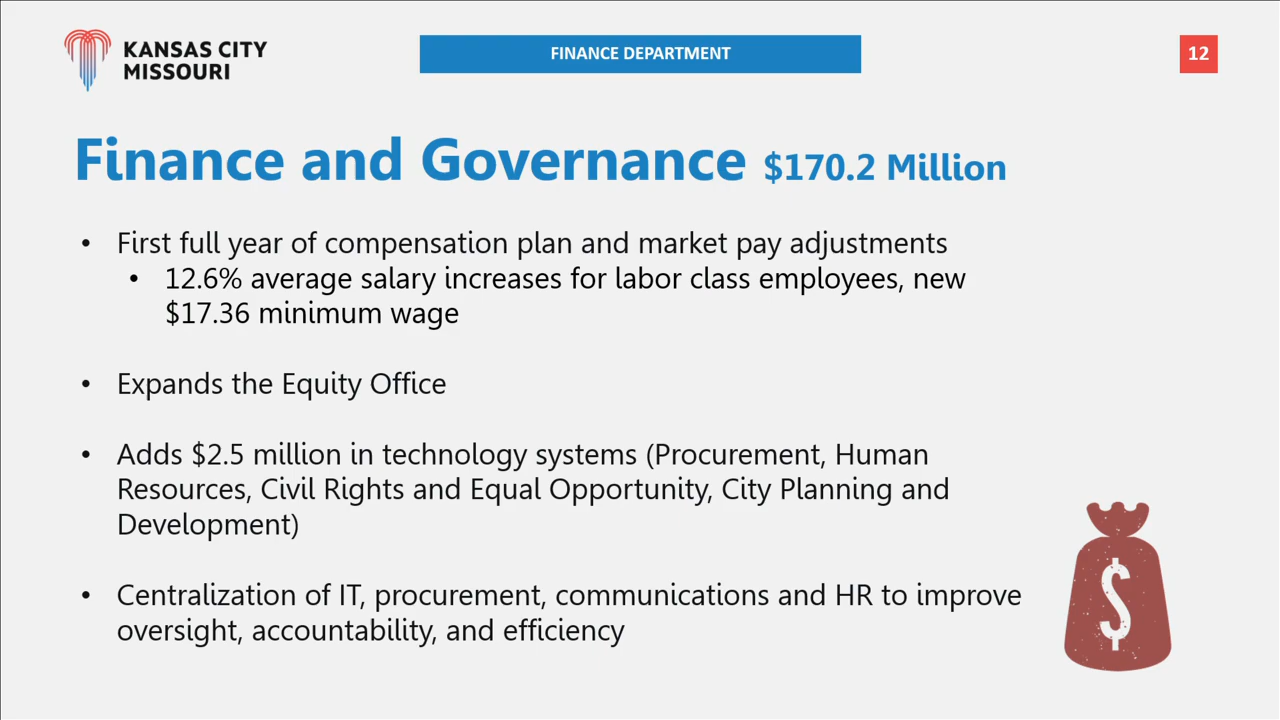 KANSAS CITY
MISSOURI
FINANCE DEPARTMENT
12
Finance and Governance $170.2 Million
• First full year of compensation plan and market pay adjustments
• 12.6% average salary increases for labor class employees, new
$17.36 minimum wage
• Expands the Equity Office
• Adds $2.5 million in technology systems (Procurement, Human
Resources, Civil Rights and Equal Opportunity, City Planning and
Development)
• Centralization of IT, procurement, communications and HR to improve
oversight, accountability, and efficiency
$